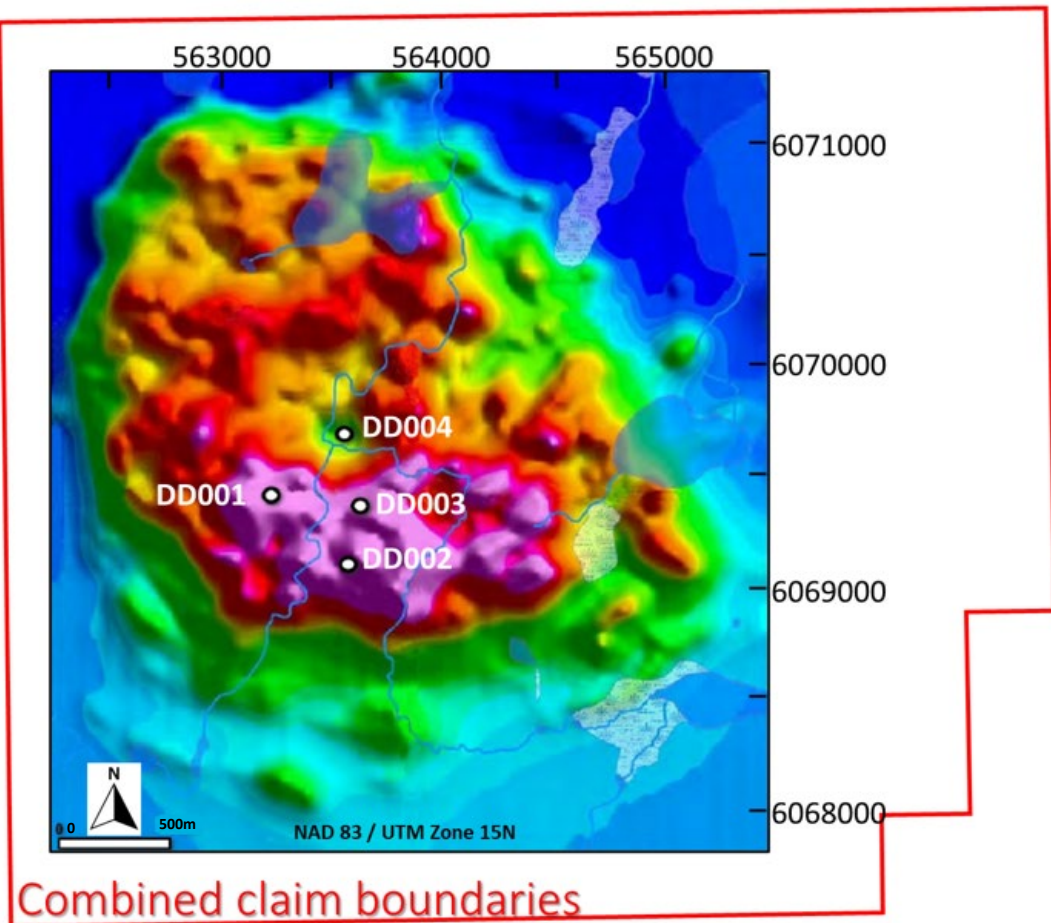 563000 564000 565000
6071000
6070000
DD004
DD001
DD003
DD002
6069000
N
6068000
0 0 500m
NAD 83 / UTM Zone 15N
Combined claim boundaries